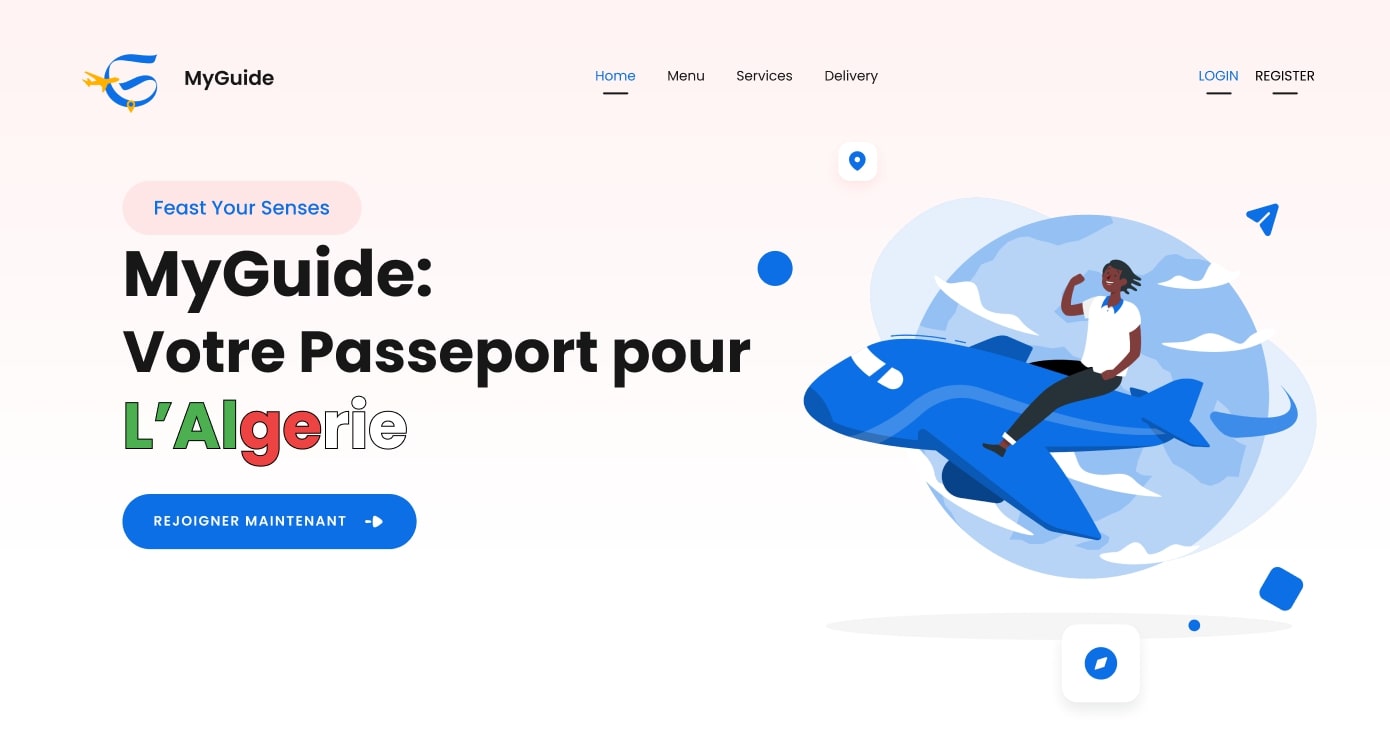 MyGuide
Home Menu Services Delivery
LOGIN REGISTER
Feast Your Senses
MyGuide:
Votre Passeport pour
L’Algerie
REJOIGNER MAINTENANT